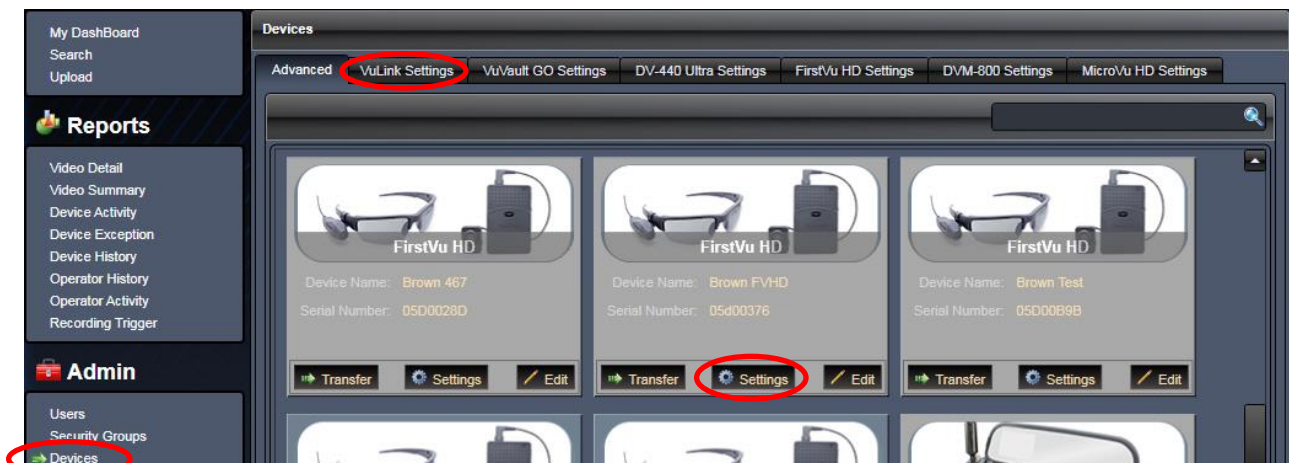 My DashBoard
Search
Upload
Reports
Video Detail
Video Summary
Device Activity
Device Exception
Device History
Operator History
Operator Activity
Recording Trigger
Admin
Users
Security Groups
Devices
Devices
Advanced VuLink Settings VuVault GO Settings DV-440 Ultra Settings FirstVu HD Settings DVM-800 Settings MicroVu HD Settings
FirstVu HD FirstVu HD FirstVu HD
Device Name: Brown 467 Device Name: Brown FVHD Device Name: Brown Test
Serial Number: 05D0028D Serial Number: 05d00376 Serial Number: 05D00B9B
Transfer Settings Edit Transfer Settings Edit Transfer Settings Edit